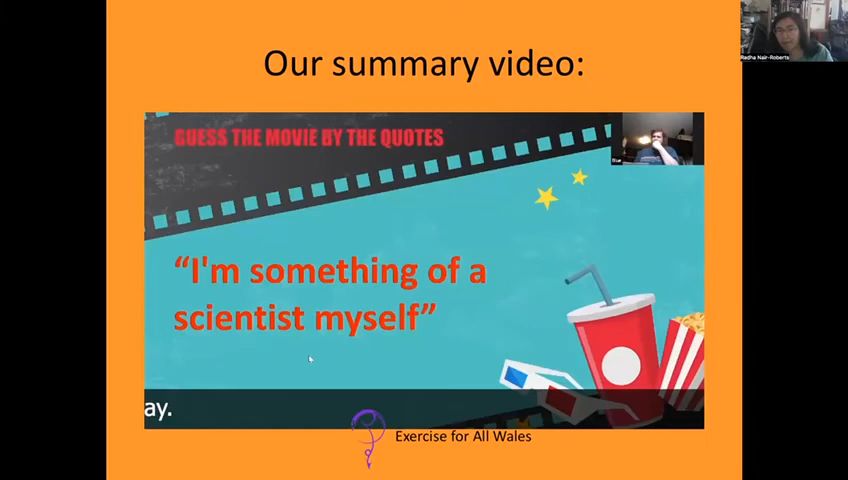 Our summary video:
Radha Nair-Roberts
GUESS THE MOVIE BY THE QUOTES
“I'm something of a
scientist myself”
ay.
Exercise for All Wales